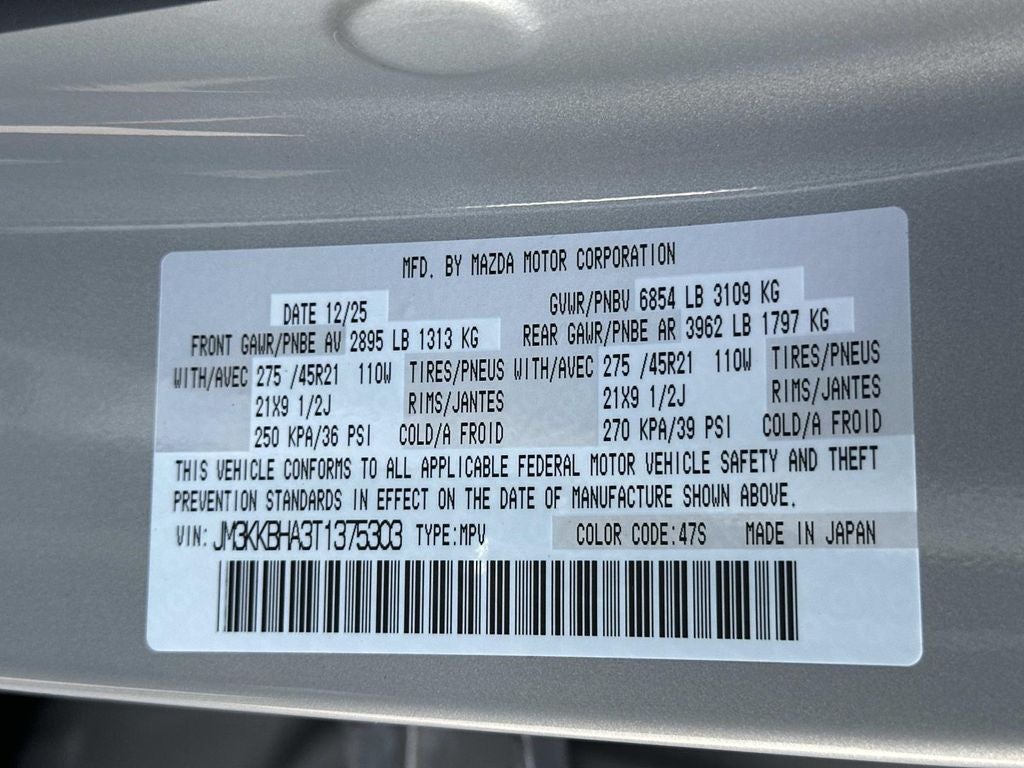 MFD. BY MAZDA MOTOR CORPORATION
DATE 12/25 GVWR/PNBV 6854 LB 3109 KG
FRONT GAWR/PNBE AV 2895 LB 1313 KG REAR GAWR/PNBE AR 3962 LB 1797 KG
WITH/AVEC 275 /45R21 110W TIRES/PNEUS WITH/AVEC 275 /45R21 110W TIRES/PNEUS
21X9 1/2J RIMS/JANTES 21X9 1/2J RIMS/JANTES
250 KPA/36 PSI COLD/A FROID 270 KPA/39 PSI COLD/A FROID
THIS VEHICLE CONFORMS TO ALL APPLICABLE FEDERAL MOTOR VEHICLE SAFETY AND THEFT
PREVENTION STANDARDS IN EFFECT ON THE DATE OF MANUFACTURE SHOWN ABOVE.
VIN: JM3KKBHA3T1375303 TYPE:MPV COLOR CODE:47S MADE IN JAPAN